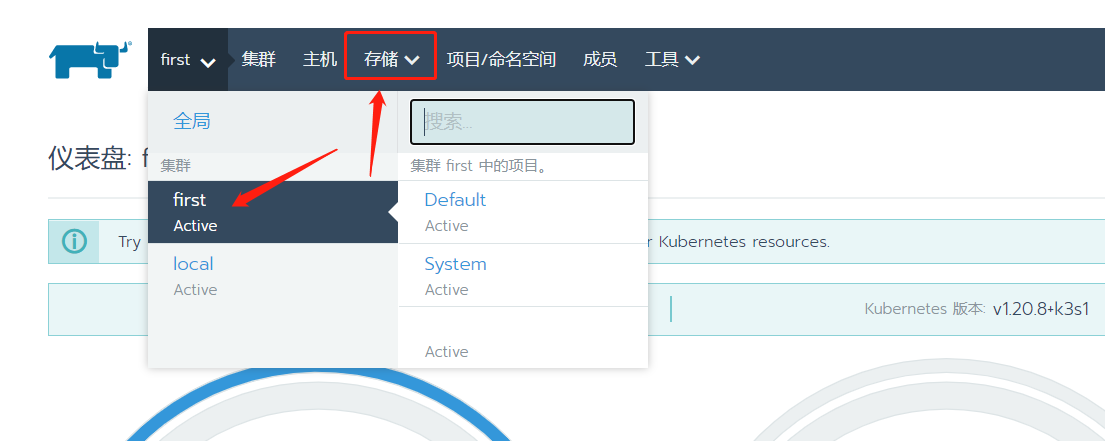 first 集群 主机 存储 项目/命名空间 成员 工具
全局 搜索...
仪表盘: f
集群 集群 first 中的项目。
first Default
Active Active
Try r Kubernetes resources.
local System
Active Active
Kubernetes 版本: v1.20.8+k3s1
Active